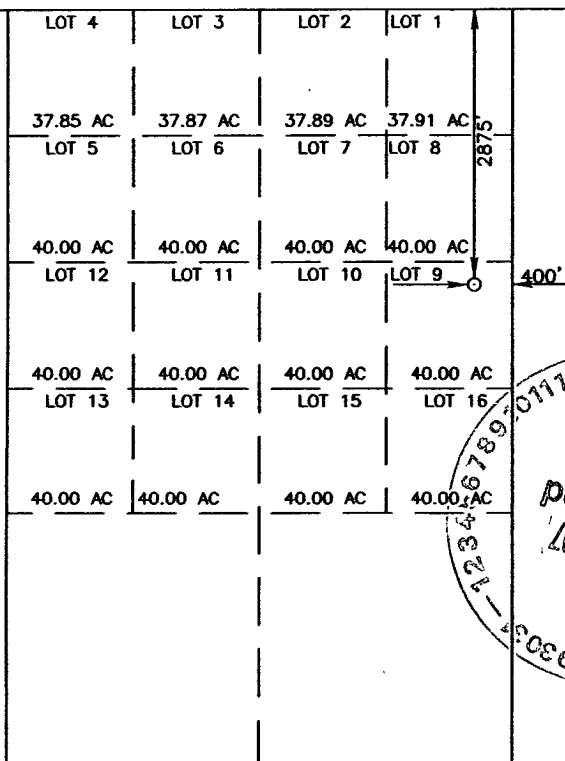 LOT 4 LOT 3 LOT 2 LOT 1
37.85 AC 37.87 AC 37.89 AC 37.91 AC
2875'
LOT 5 LOT 6 LOT 7 LOT 8
40.00 AC 40.00 AC 40.00 AC 40.00 AC
LOT 12 LOT 11 LOT 10 LOT 9
400'
40.00 AC 40.00 AC 40.00 AC 40.00 AC
LOT 13 LOT 14 LOT 15 LOT 16
40.00 AC 40.00 AC 40.00 AC 40.00 AC